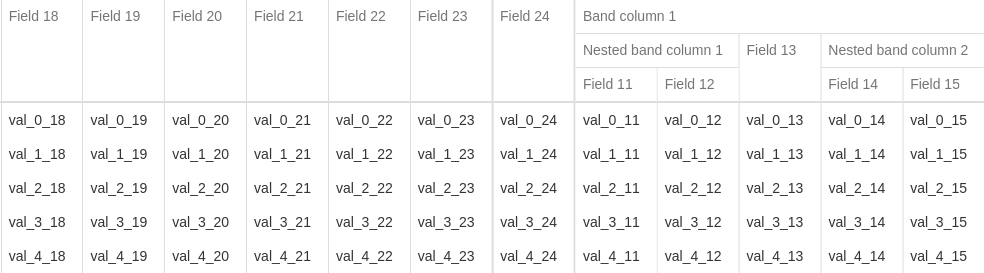 Field 18 Field 19 Field 20 Field 21 Field 22 Field 23 Field 24 Band column 1
Nested band column 1 Field 13 Nested band column 2
Field 11 Field 12 Field 14 Field 15
val_0_18 val_0_19 val_0_20 val_0_21 val_0_22 val_0_23 val_0_24 val_0_11 val_0_12 val_0_13 val_0_14 val_0_15
val_1_18 val_1_19 val_1_20 val_1_21 val_1_22 val_1_23 val_1_24 val_1_11 val_1_12 val_1_13 val_1_14 val_1_15
val_2_18 val_2_19 val_2_20 val_2_21 val_2_22 val_2_23 val_2_24 val_2_11 val_2_12 val_2_13 val_2_14 val_2_15
val_3_18 val_3_19 val_3_20 val_3_21 val_3_22 val_3_23 val_3_24 val_3_11 val_3_12 val_3_13 val_3_14 val_3_15
val_4_18 val_4_19 val_4_20 val_4_21 val_4_22 val_4_23 val_4_24 val_4_11 val_4_12 val_4_13 val_4_14 val_4_15